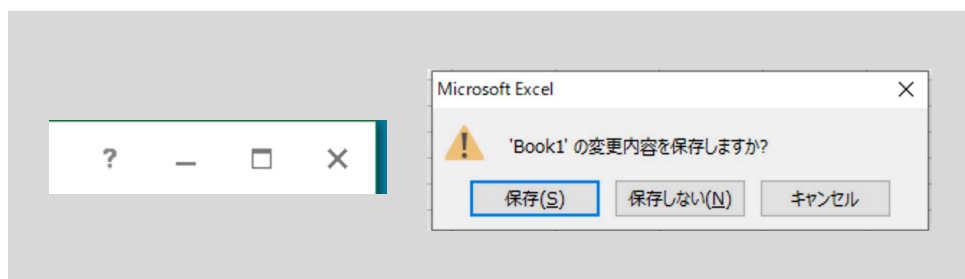 ?
Microsoft Excel
'Book1' の変更内容を保存しますか?
保存(S)
保存しない(N)
キャンセル